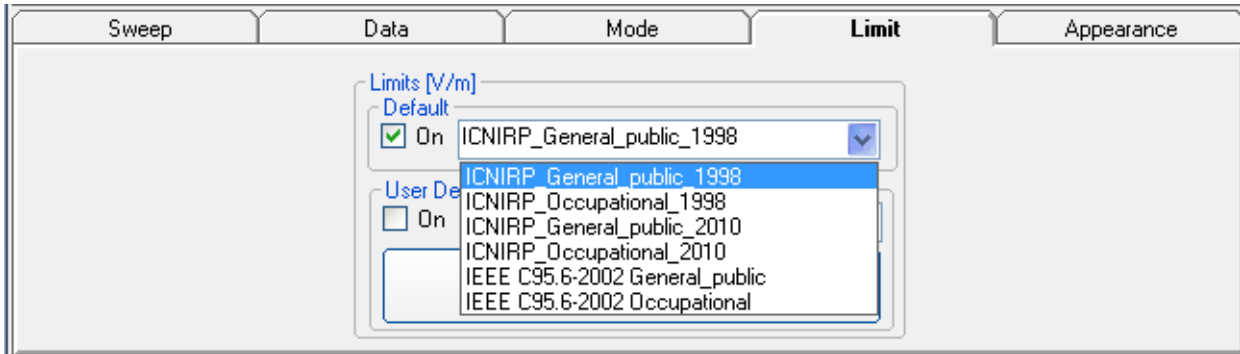 Sweep Data Mode Limit Appearance
Limits [V/m]
Default
On ICNIRP_General_public_1998
ICNIRP_General_public_1998
User De
ICNIRP_Occupational_1998
On
ICNIRP_General_public_2010
ICNIRP_Occupational_2010
IEEE C95.6-2002 General_public
IEEE C95.6-2002 Occupational